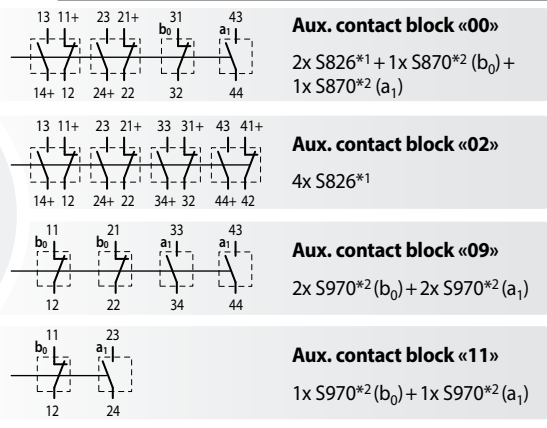 13 11+ 23 21+ 31 43
b0 a1
14+ 12 24+ 22 32 44
Aux. contact block «00»
2x S826*1 + 1x S870*2 (b0) +
1x S870*2 (a1)
13 11+ 23 21+ 33 31+ 43 41+
14+ 12 24+ 22 34+ 32 44+ 42
Aux. contact block «02»
4x S826*1
11 21 33 43
b0 b0 a1 a1
12 22 34 44
Aux. contact block «09»
2x S970*2 (b0) + 2x S970*2 (a1)
11 23
b0 a1
12 24
Aux. contact block «11»
1x S970*2 (b0) + 1x S970*2 (a1)